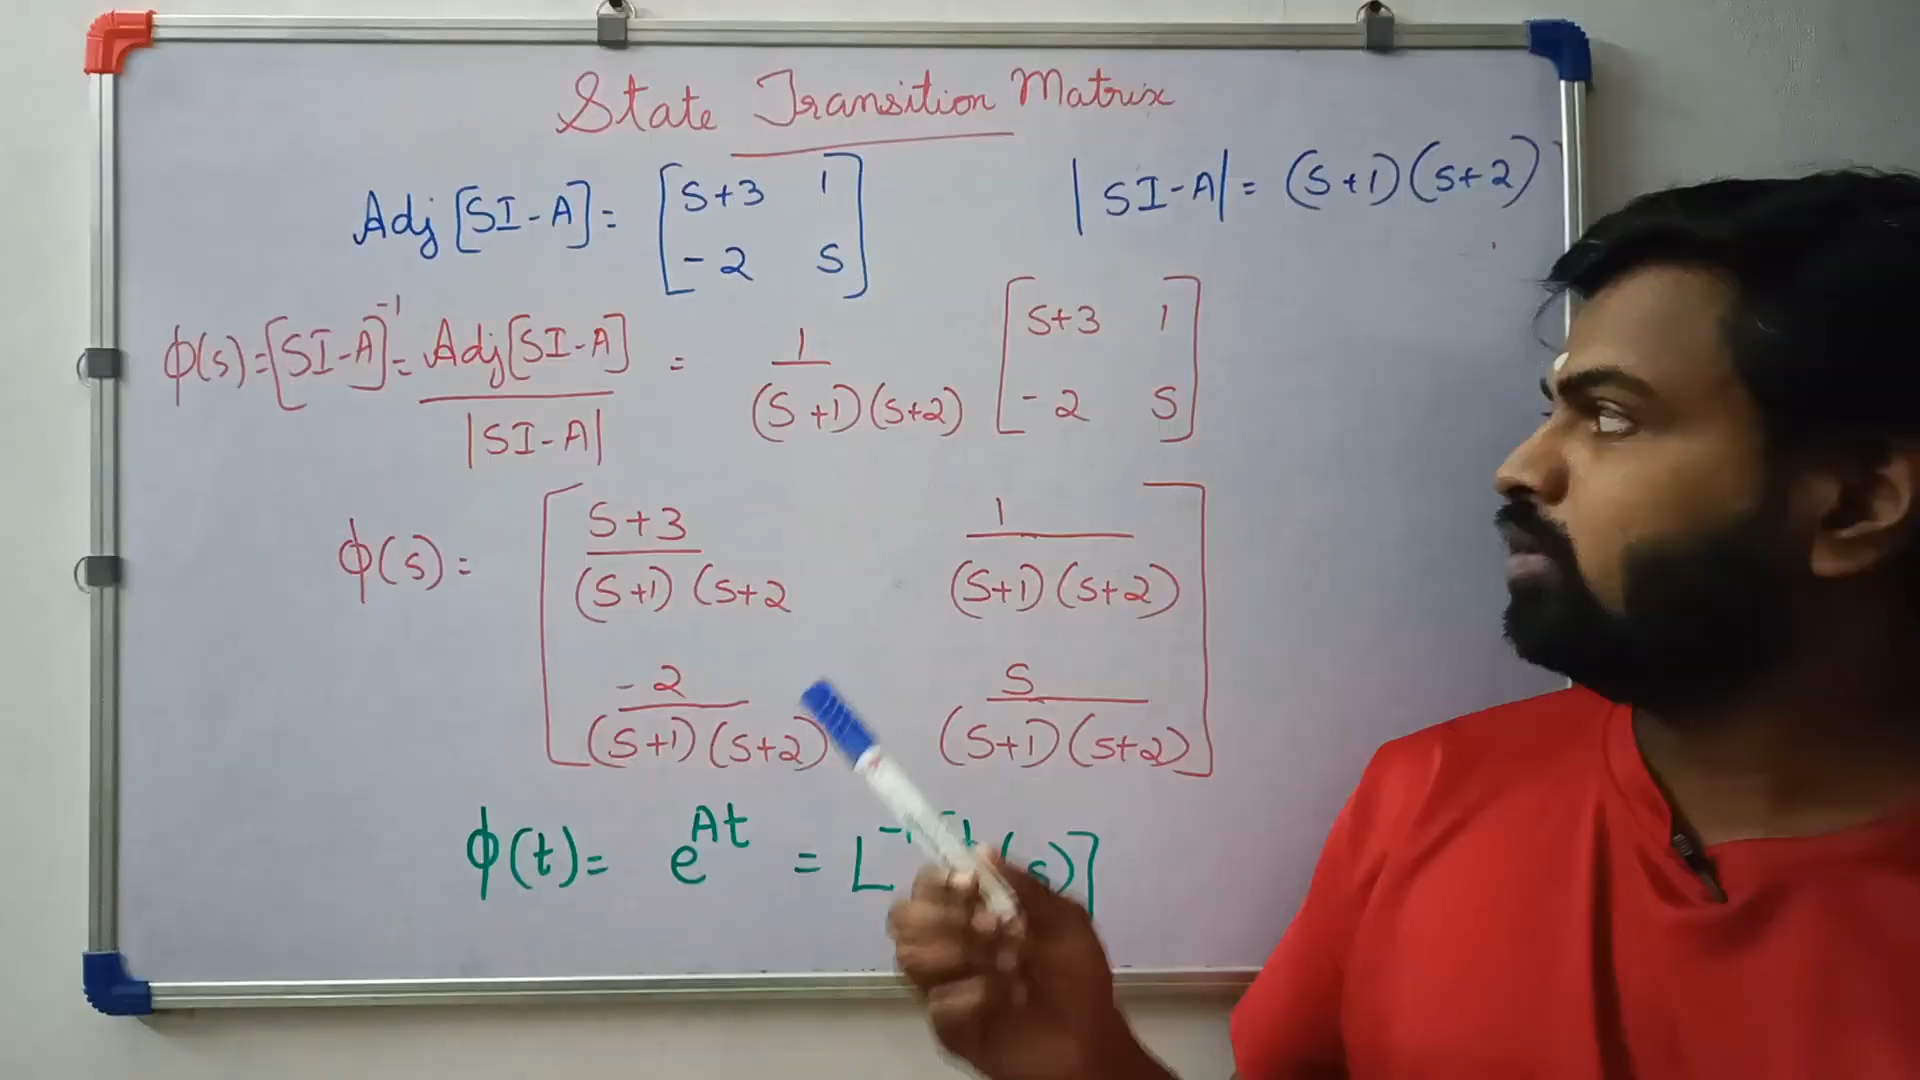 State Transition Matrix
Adj [SI-A] = [S+3 1
-2 S]
|SI-A| = (S+1)(S+2)
ϕ(s) = [SI-A]⁻¹ = Adj[SI-A] / |SI-A| = 1 / (S+1)(S+2) [S+3 1
-2 S]
ϕ(s) = [S+3 / (S+1)(S+2 1 / (S+1)(S+2)
-2 / (S+1)(S+2) S / (S+1)(S+2)]
ϕ(t) = e^At = L⁻ (s)]